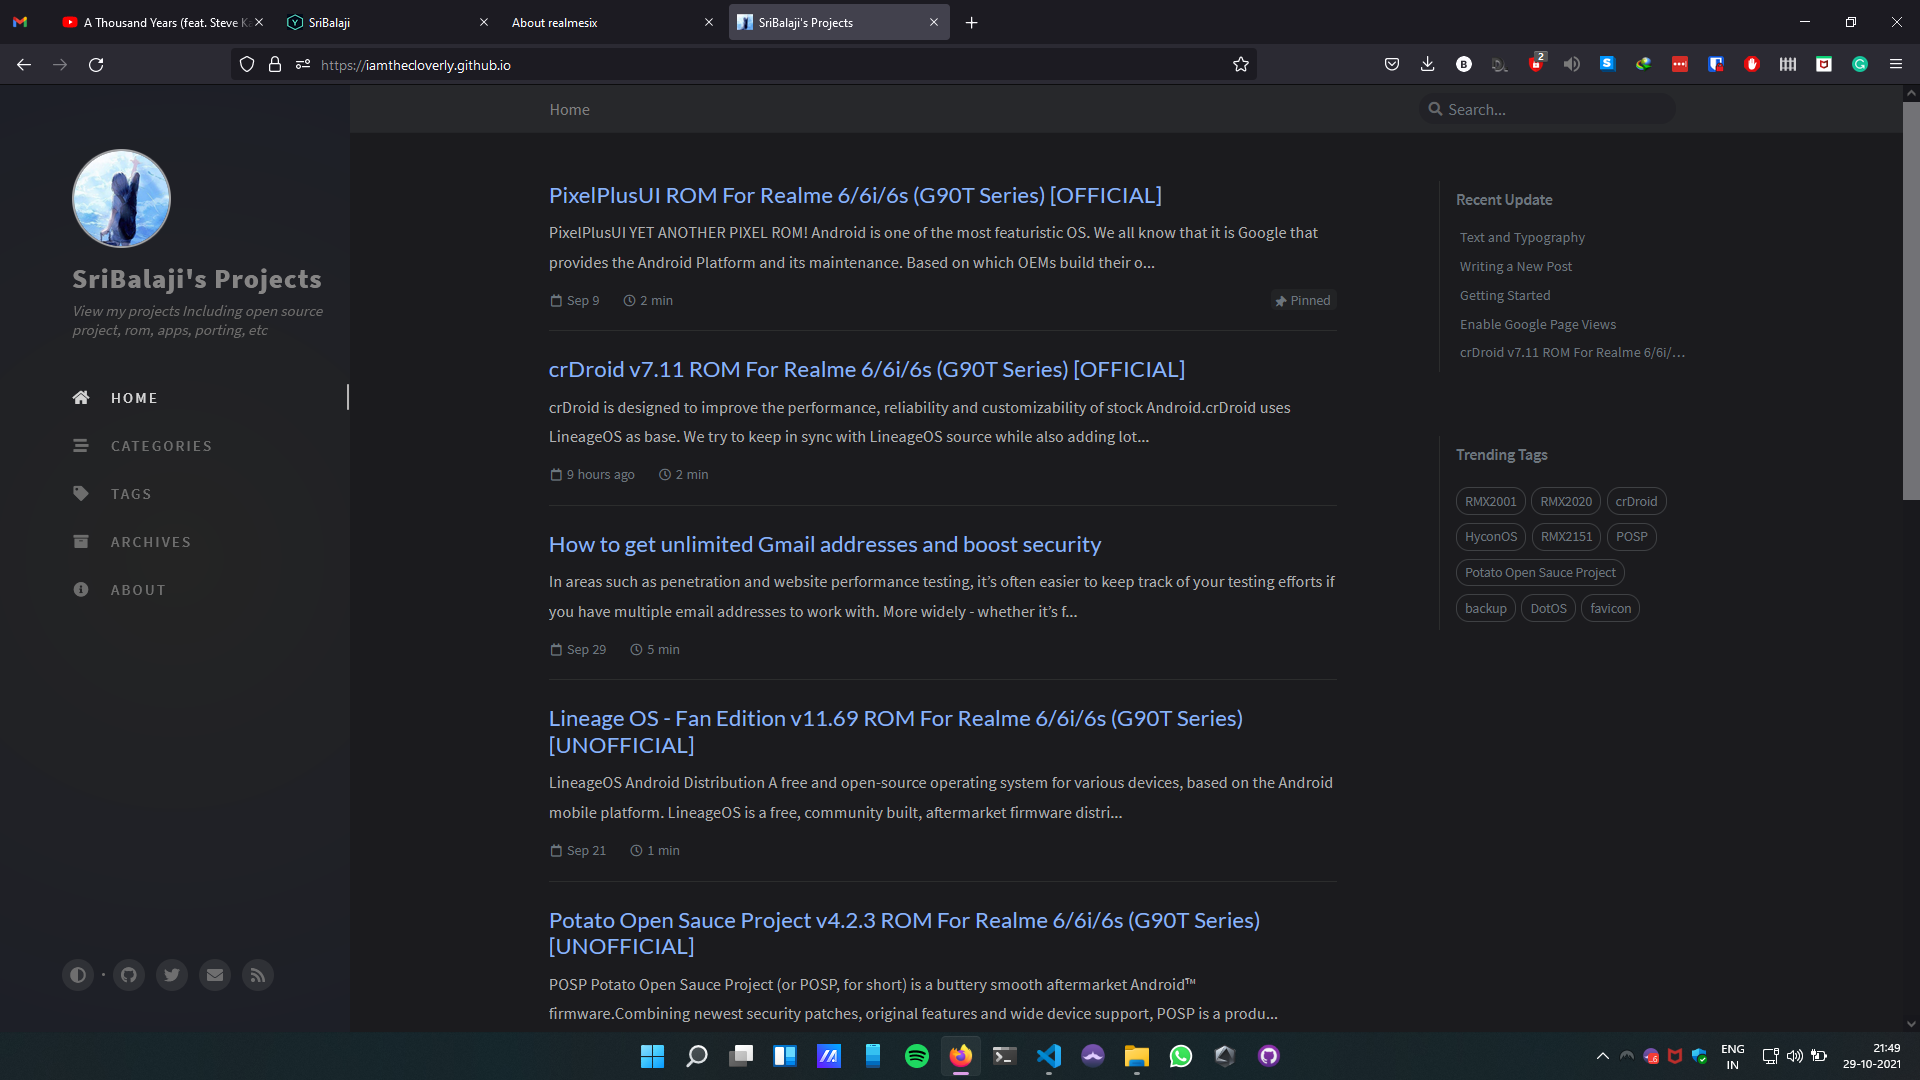 A Thousand Years (feat. Steve Ka
SriBalaji
About realmesix
SriBalaji's Projects
https://iamthecloverly.github.io
2
Home
Search...
SriBalaji's Projects
View my projects Including open source
project, rom, apps, porting, etc
HOME
CATEGORIES
TAGS
ARCHIVES
ABOUT
PixelPlusUI ROM For Realme 6/6i/6s (G90T Series) [OFFICIAL]
PixelPlusUI YET ANOTHER PIXEL ROM! Android is one of the most featuristic OS. We all know that it is Google that
provides the Android Platform and its maintenance. Based on which OEMs build their o...
Sep 9 2 min Pinned
crDroid v7.11 ROM For Realme 6/6i/6s (G90T Series) [OFFICIAL]
crDroid is designed to improve the performance, reliability and customizability of stock Android.crDroid uses
LineageOS as base. We try to keep in sync with LineageOS source while also adding lot...
9 hours ago 2 min
How to get unlimited Gmail addresses and boost security
In areas such as penetration and website performance testing, it’s often easier to keep track of your testing efforts if
you have multiple email addresses to work with. More widely - whether it’s f...
Sep 29 5 min
Lineage OS - Fan Edition v11.69 ROM For Realme 6/6i/6s (G90T Series)
[UNOFFICIAL]
LineageOS Android Distribution A free and open-source operating system for various devices, based on the Android
mobile platform. LineageOS is a free, community built, aftermarket firmware distri...
Sep 21 1 min
Potato Open Sauce Project v4.2.3 ROM For Realme 6/6i/6s (G90T Series)
[UNOFFICIAL]
POSP Potato Open Sauce Project (or POSP, for short) is a buttery smooth aftermarket Android™
firmware.Combining newest security patches, original features and wide device support, POSP is a produ...
Recent Update
Text and Typography
Writing a New Post
Getting Started
Enable Google Page Views
crDroid v7.11 ROM For Realme 6/6i/...
Trending Tags
RMX2001 RMX2020 crDroid
HyconOS RMX2151 POSP
Potato Open Sauce Project
backup DotOS favicon
ENG
IN
21:49
29-10-2021